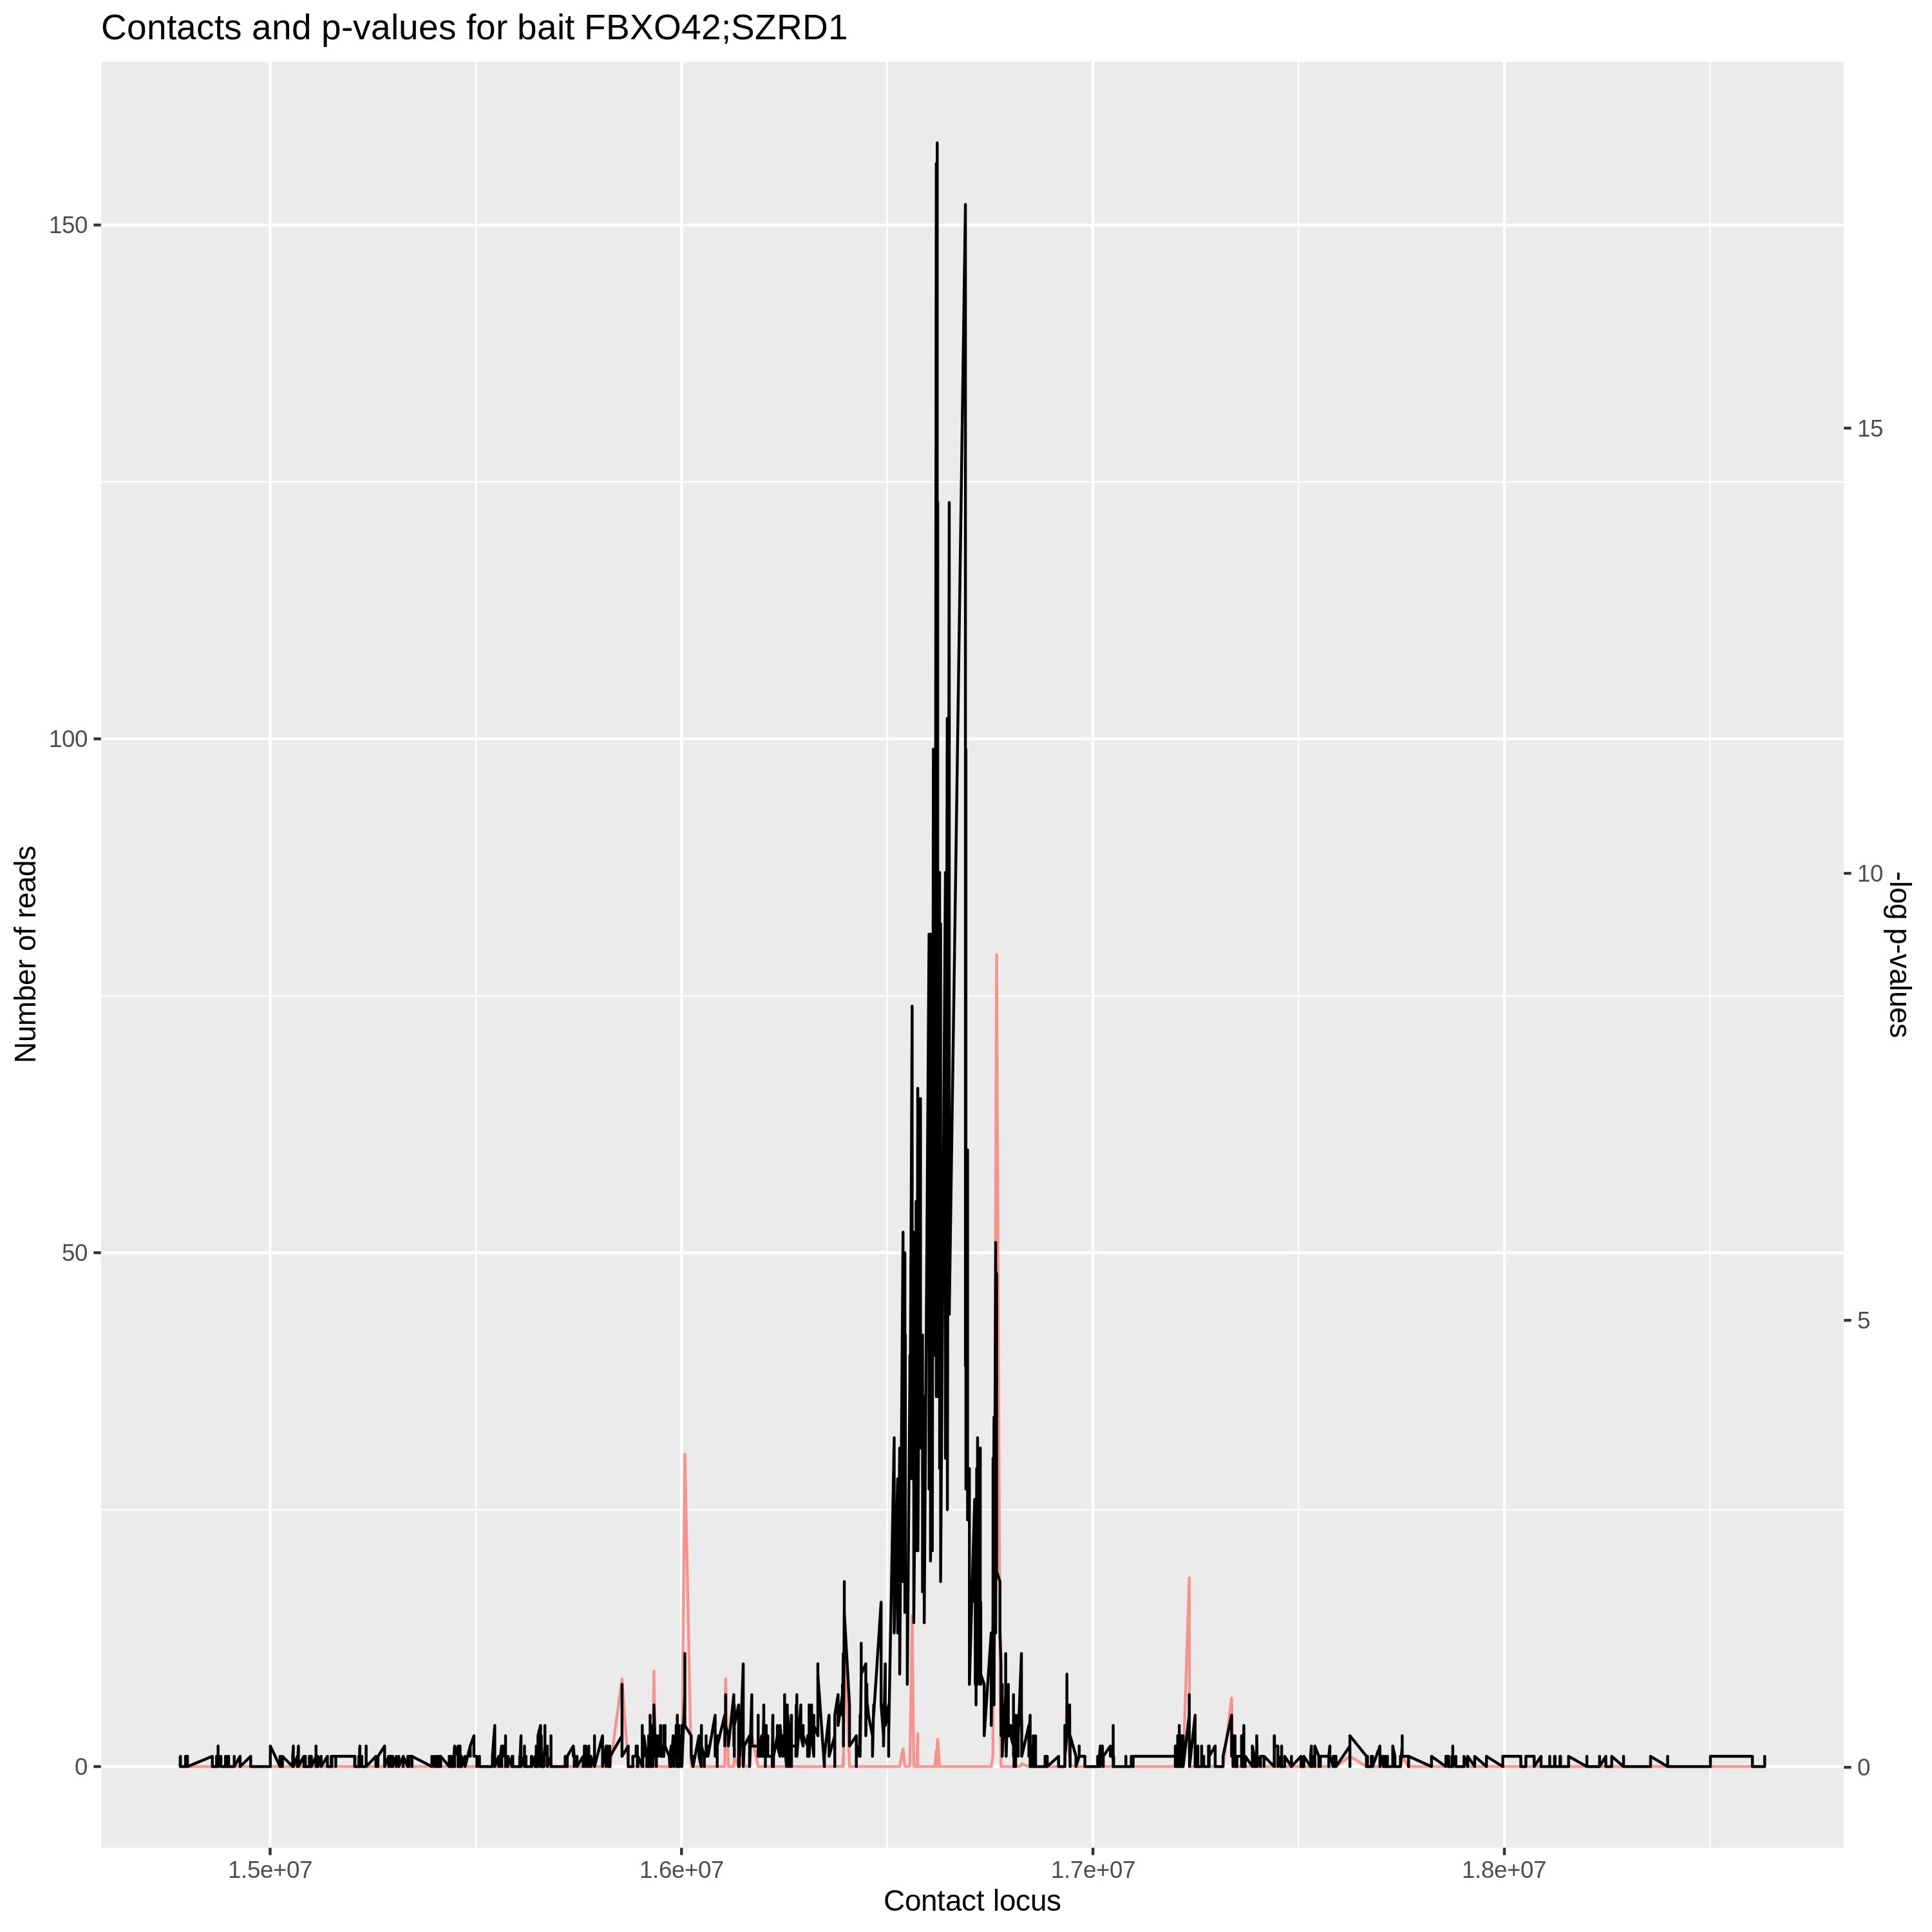 Contacts and p-values for bait FBXO42;SZRD1
Number of reads
150
100
50
0
15
10
5
0
-log p-values
1.5e+07
1.6e+07
1.7e+07
1.8e+07
Contact locus